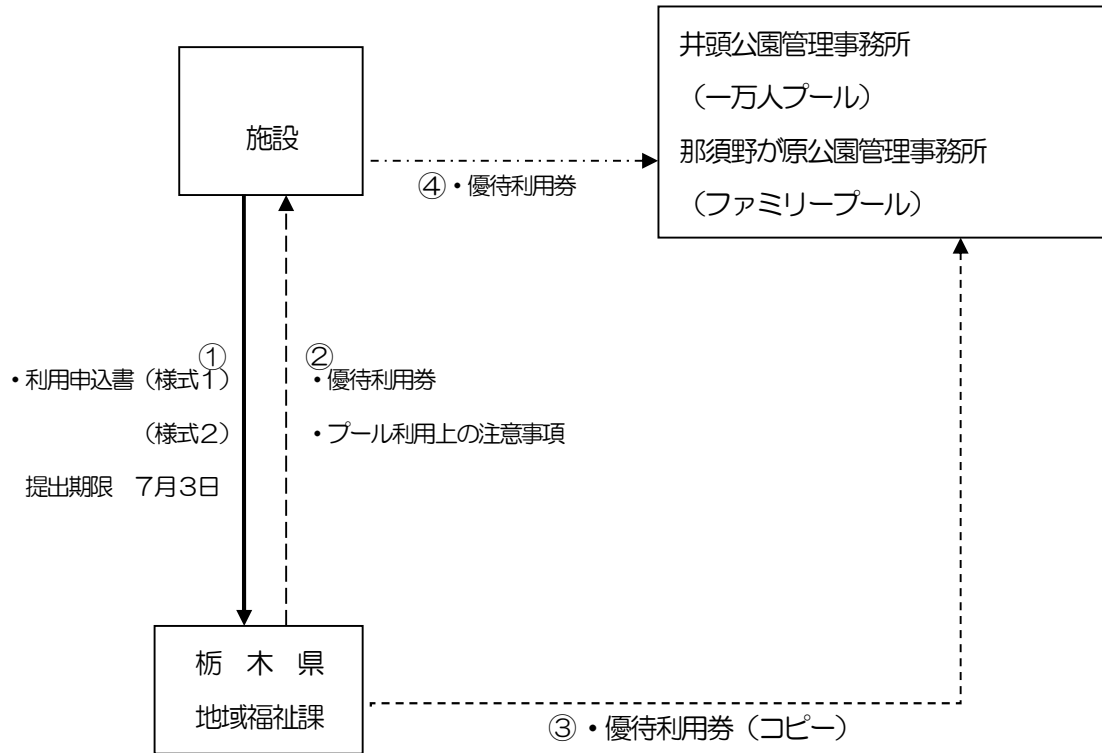 井頭公園管理事務所
（一万人プール）
那須野が原公園管理事務所
（ファミリープール）
施設
④・優待利用券
①
・利用申込書（様式１）
（様式２）
提出期限　７月３日
②
・優待利用券
・プール利用上の注意事項
栃　木　県
地域福祉課
③・優待利用券（コピー）